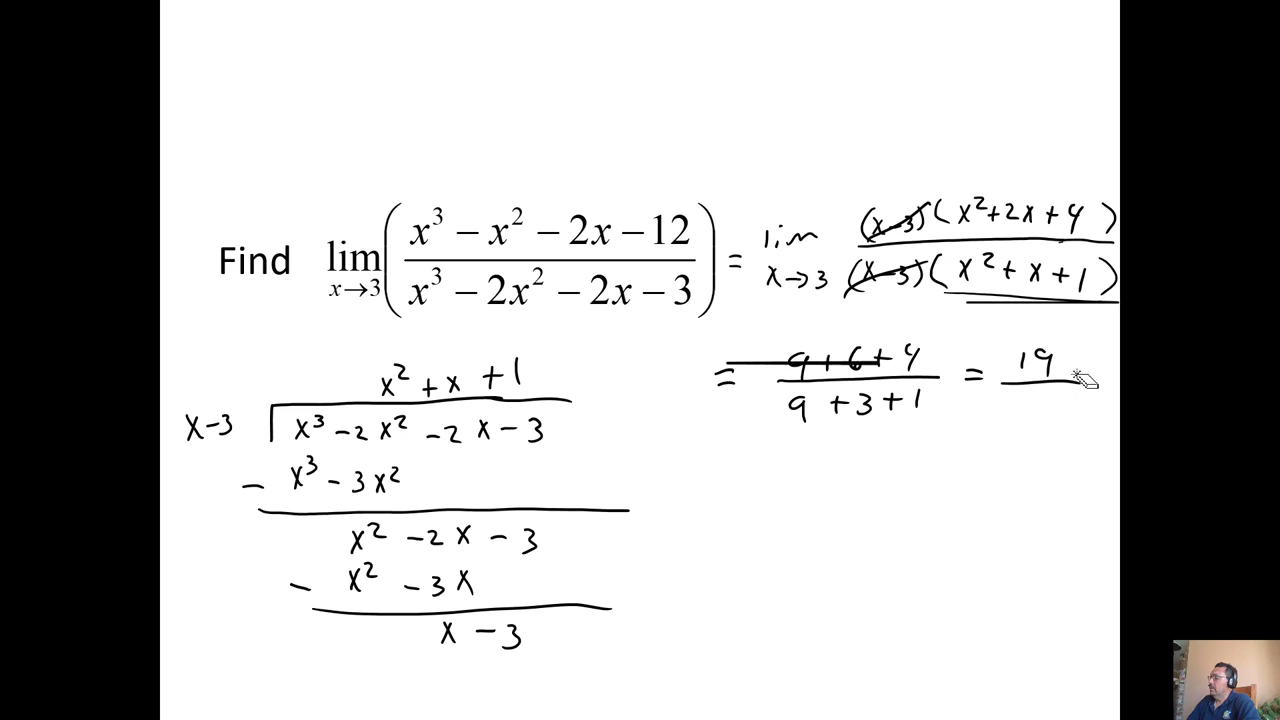 Find lim x→3 (x³ − x² − 2x − 12 / x³ − 2x² − 2x − 3) = lim x→3 (x-3)(x²+2x+4) / (x-3)(x²+x+1)
= 9+6+4 / 9+3+1 = 19
x² + x + 1
x-3 x³ -2x² -2x -3
- x³ - 3x²
x² -2x - 3
- x² -3x
x - 3